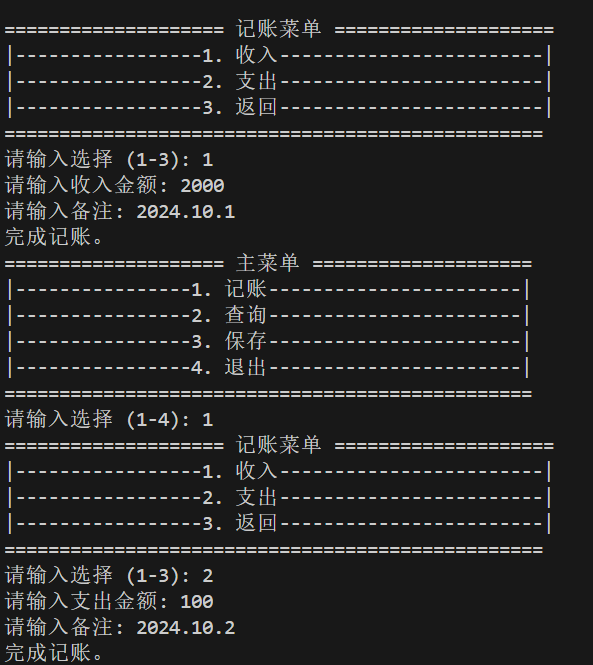 ==================== 记账菜单 ====================
|-----------------1. 收入------------------------|
|-----------------2. 支出------------------------|
|-----------------3. 返回------------------------|
=================================================
请输入选择 (1-3): 1
请输入收入金额: 2000
请输入备注: 2024.10.1
完成记账。
==================== 主菜单 ====================
|----------------1. 记账-----------------------|
|----------------2. 查询-----------------------|
|----------------3. 保存-----------------------|
|----------------4. 退出-----------------------|
================================================
请输入选择 (1-4): 1
==================== 记账菜单 ====================
|-----------------1. 收入------------------------|
|-----------------2. 支出------------------------|
|-----------------3. 返回------------------------|
=================================================
请输入选择 (1-3): 2
请输入支出金额: 100
请输入备注: 2024.10.2
完成记账。